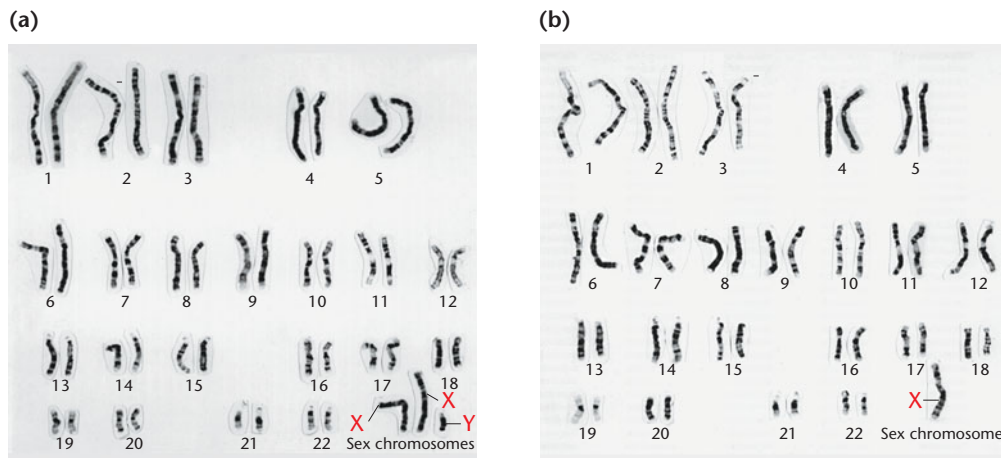 (a)
1 2 3 4 5
6 7 8 9 10 11 12
13 14 15 16 17 18
X X
19 20 21 22 Y
Sex chromosomes
(b)
1 2 3 4 5
6 7 8 9 10 11 12
13 14 15 16 17 18
X
19 20 21 22 Sex chromosome